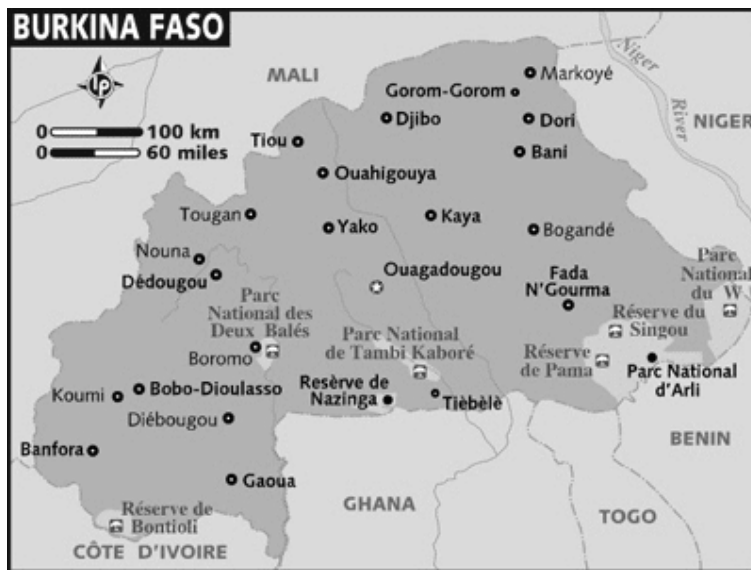 BURKINA FASO
MALI
Niger
River
NIGER
lp
0 100 km
0 60 miles
Markoyé
Gorom-Gorom
Djibo
Dori
Tiou
Bani
Ouahigouya
Tougan
Yako
Kaya
Bogandé
Nouna
Dédougou
Ouagadougou
Fada
N'Gourma
Parc
National
du W
Parc
National des
Deux Balés
Réserve du
Singou
Parc National
de Tambi Kaboré
Réserve
de Pama
Boromo
Parc National
d'Arli
Koumi
Bobo-Dioulasso
Resèrve de
Nazinga
Tièbèlè
Diébougou
Banfora
BENIN
Gaoua
GHANA
TOGO
Réserve de
Bontioli
CÔTE D'IVOIRE